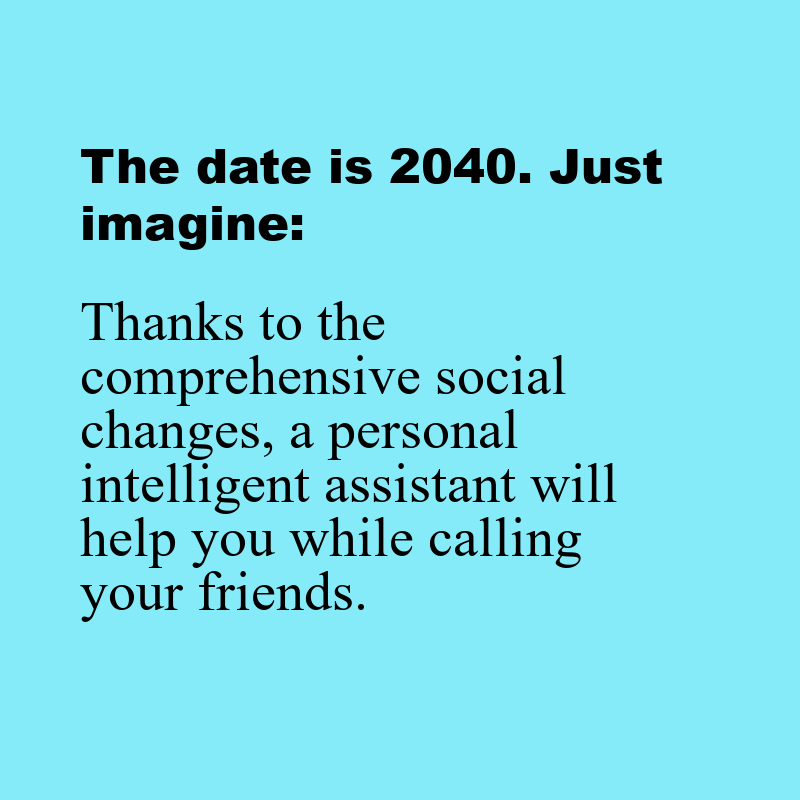 The date is 2040. Just
imagine:
Thanks to the
comprehensive social
changes, a personal
intelligent assistant will
help you while calling
your friends.